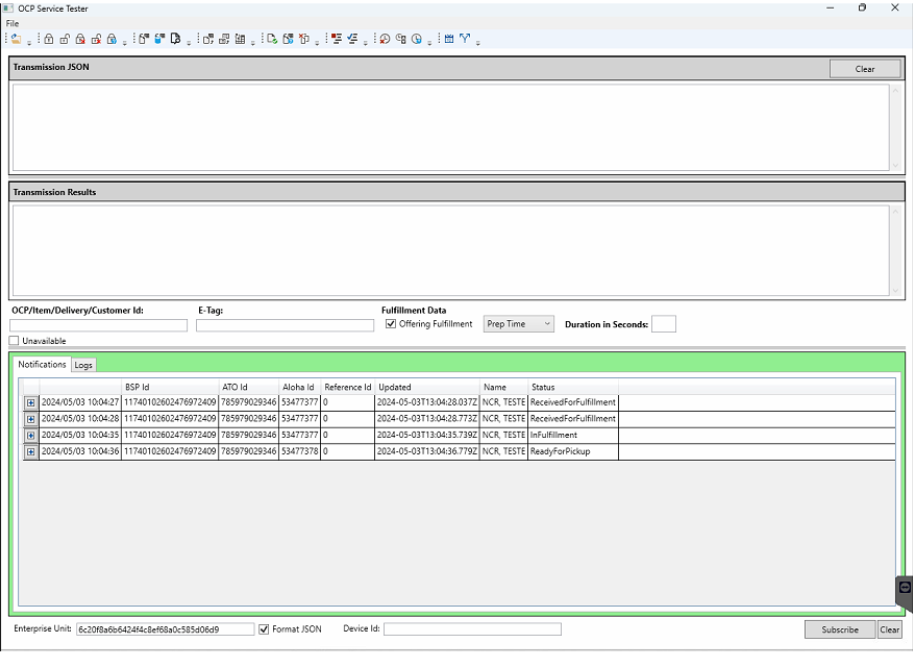 OCP Service Tester
File
Transmission JSON
Clear
Transmission Results
OCP/Item/Delivery/Customer Id: E-Tag: Fulfillment Data
Offering Fulfillment Prep Time Duration in Seconds:
Unavailable
Notifications Logs
BSP Id ATO Id Aloha Id Reference Id Updated Name Status
2024/05/03 10:04:27 11740102602476972409 785979029346 53477377 0 2024-05-03T13:04:28.037Z NCR, TESTE ReceivedForFulfillment
2024/05/03 10:04:28 11740102602476972409 785979029346 53477377 0 2024-05-03T13:04:28.773Z NCR, TESTE ReceivedForFulfillment
2024/05/03 10:04:35 11740102602476972409 785979029346 53477377 0 2024-05-03T13:04:35.739Z NCR, TESTE InFulfillment
2024/05/03 10:04:36 11740102602476972409 785979029346 53477378 0 2024-05-03T13:04:36.779Z NCR, TESTE ReadyForPickup
Enterprise Unit: 6c20f8a6b6424f4c8ef68a0c585d06d9 Format JSON Device Id: Subscribe Clear